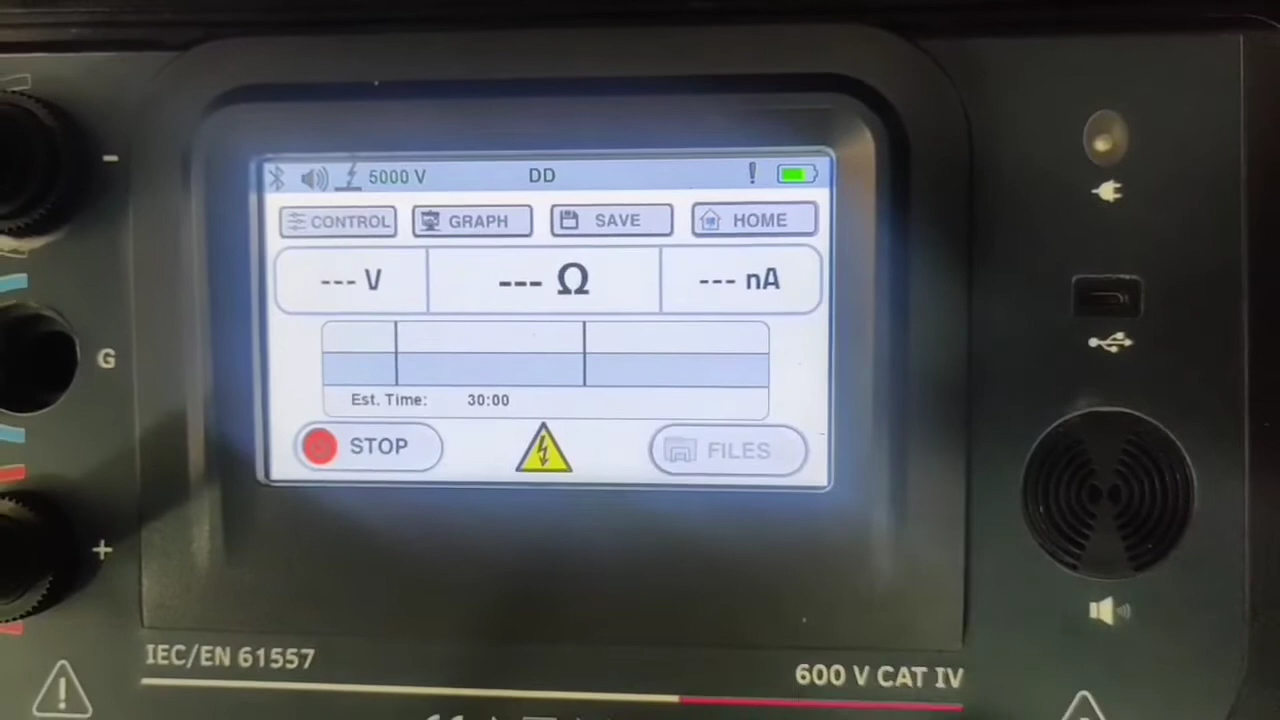 5000 V DD
CONTROL GRAPH SAVE HOME
--- V --- Ω --- nA
Est. Time: 30:00
STOP FILES
-
G
+
IEC/EN 61557
600 V CAT IV